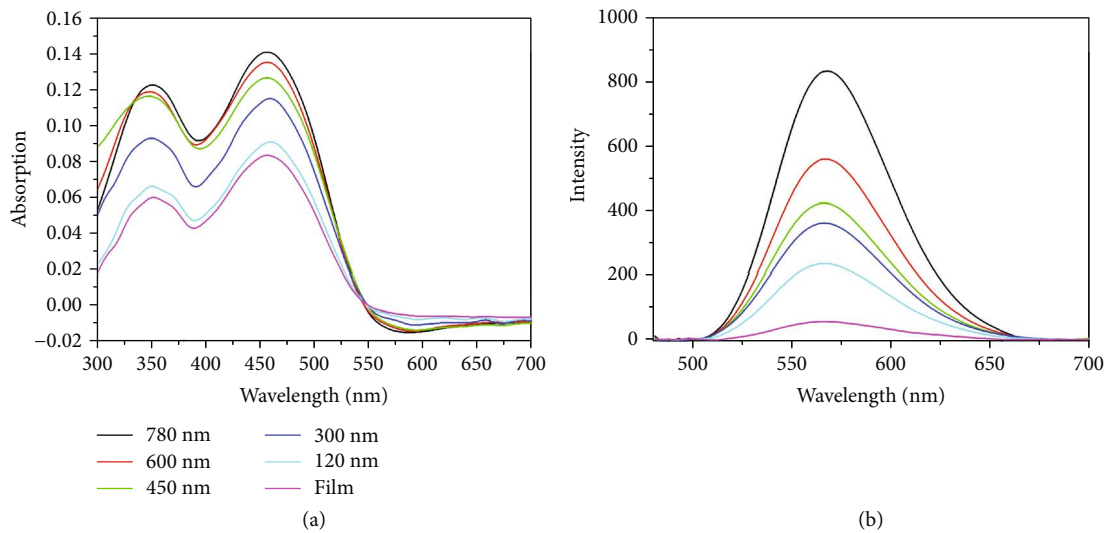 0.16
0.14
0.12
0.10
0.08
0.06
0.04
0.02
0.00
−0.02
Absorption
300 350 400 450 500 550 600 650 700
Wavelength (nm)
780 nm
600 nm
450 nm
300 nm
120 nm
Film
(a)
1000
800
600
400
200
0
Intensity
500 550 600 650 700
Wavelength (nm)
(b)